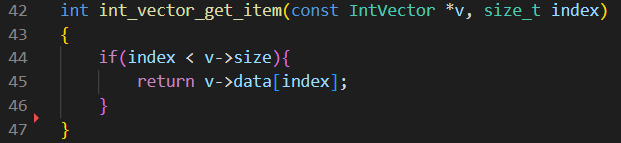 42 int int_vector_get_item(const IntVector *v, size_t index)
43 {
44     if(index < v->size){
45         return v->data[index];
46     }
47 }